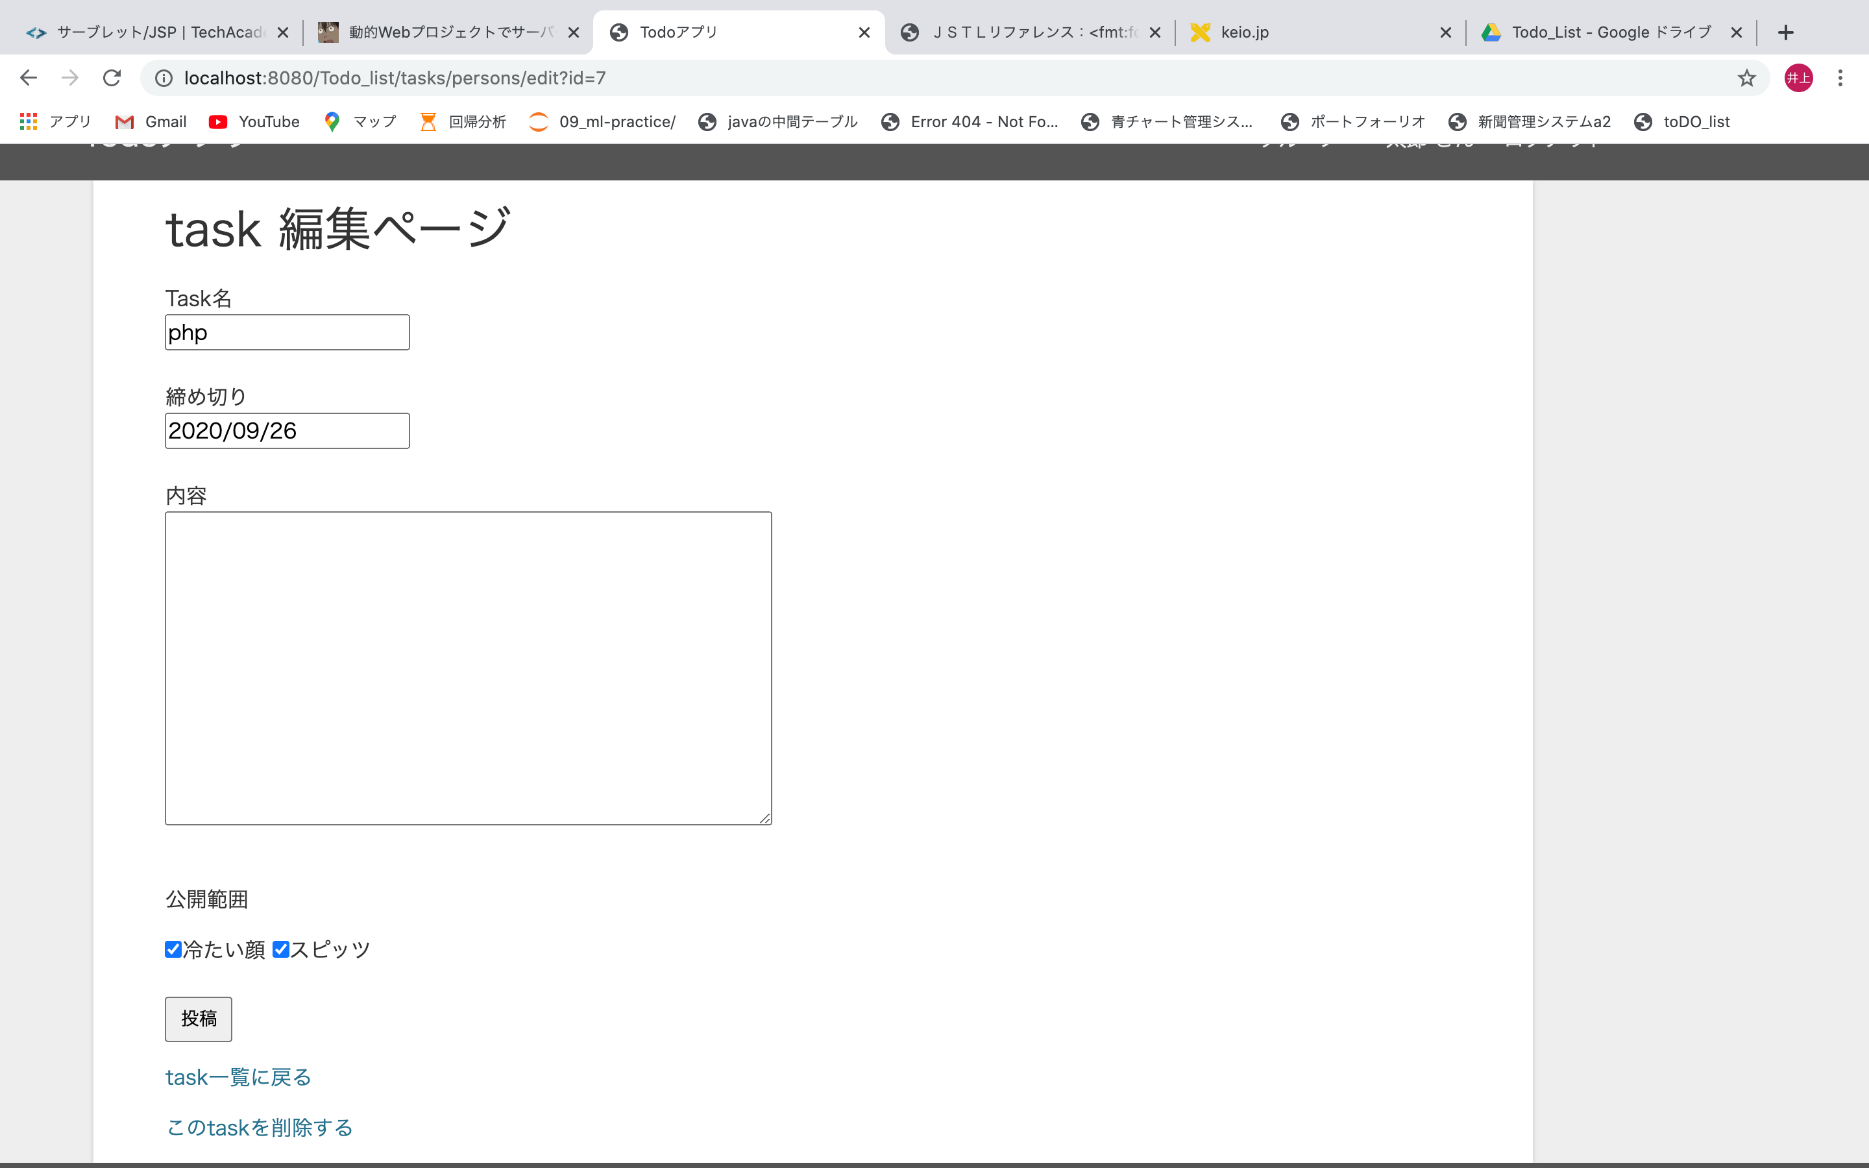 サーブレット/JSP | TechAcad
動的Webプロジェクトでサーバ
Todoアプリ
ＪＳＴＬリファレンス：<fmt:fo
keio.jp
Todo_List - Google ドライブ
localhost:8080/Todo_list/tasks/persons/edit?id=7
井上
アプリ
Gmail
YouTube
マップ
回帰分析
09_ml-practice/
javaの中間テーブル
Error 404 - Not Fo...
青チャート管理シス...
ポートフォーリオ
新聞管理システムa2
toDO_list
task 編集ページ
Task名
php
締め切り
2020/09/26
内容
公開範囲
冷たい顔 スピッツ
投稿
task一覧に戻る
このtaskを削除する